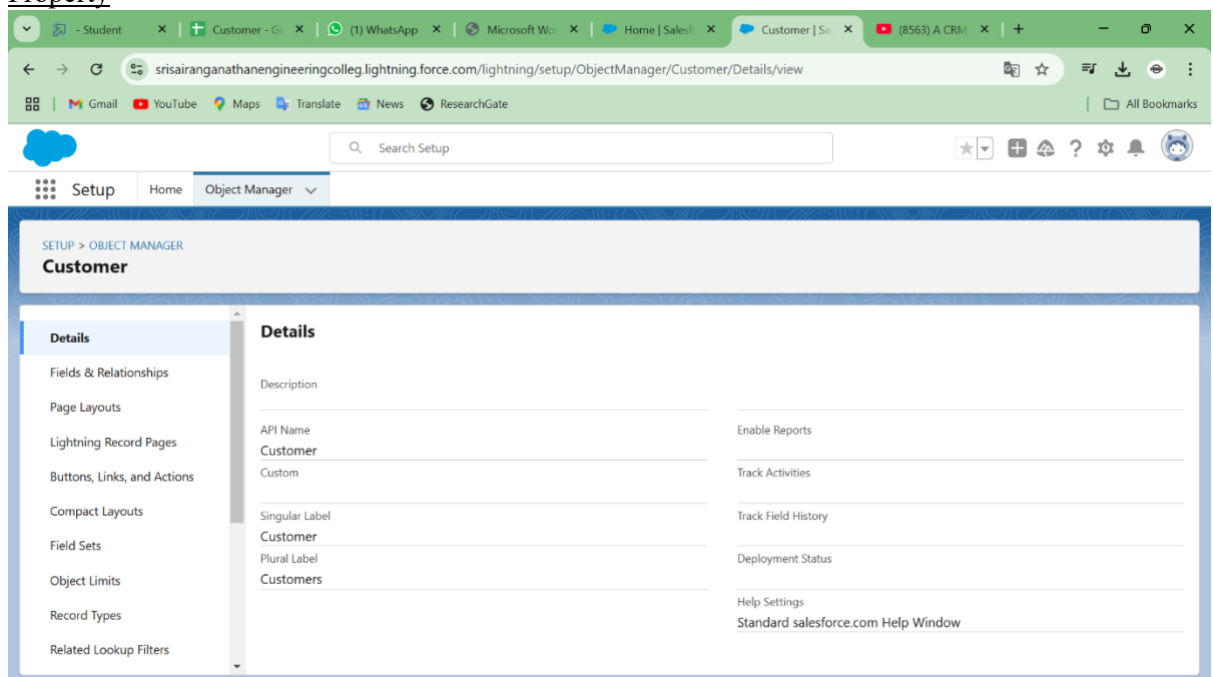 Property
- Student
Customer - Go
(1) WhatsApp
Microsoft Wor
Home | Salesf
Customer | Sa
(8563) A CRM
srisairanganathanengineeringcolleg.lightning.force.com/lightning/setup/ObjectManager/Customer/Details/view
Gmail YouTube Maps Translate News ResearchGate All Bookmarks
Search Setup
Setup Home Object Manager
SETUP > OBJECT MANAGER
Customer
Details
Fields & Relationships
Page Layouts
Lightning Record Pages
Buttons, Links, and Actions
Compact Layouts
Field Sets
Object Limits
Record Types
Related Lookup Filters
Details
Description
API Name
Customer
Custom
Singular Label
Customer
Plural Label
Customers
Enable Reports
Track Activities
Track Field History
Deployment Status
Help Settings
Standard salesforce.com Help Window